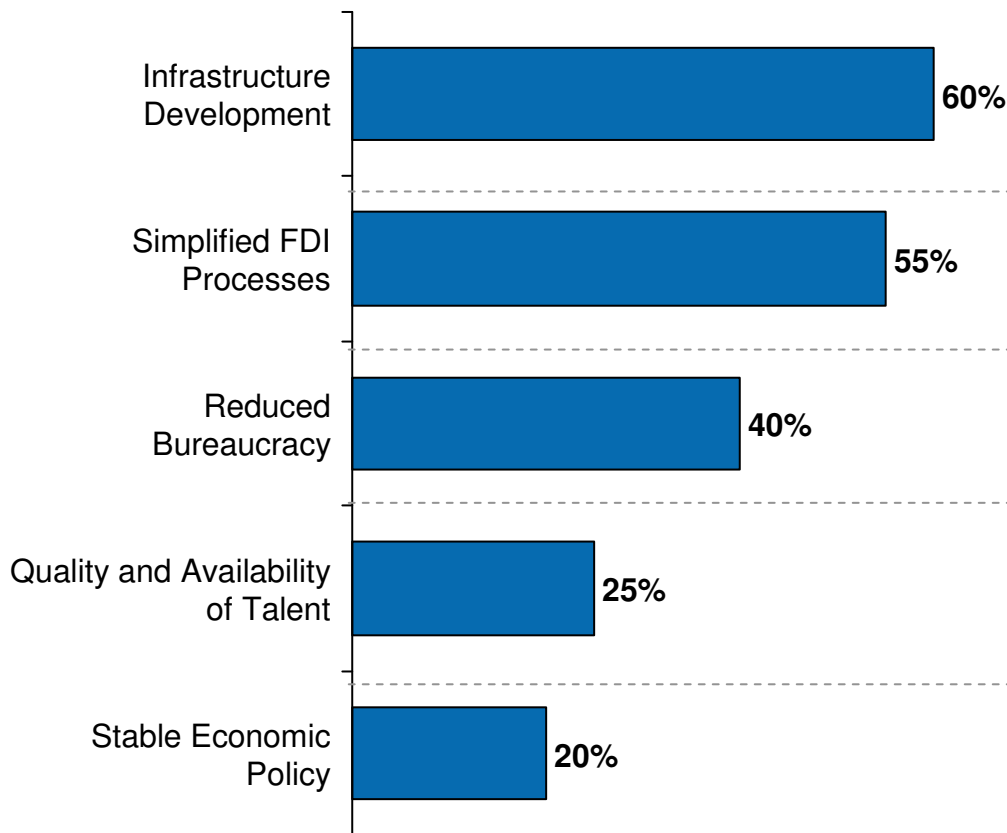 Infrastructure
Development
60%
Simplified FDI
Processes
55%
Reduced
Bureaucracy
40%
Quality and Availability
of Talent
25%
Stable Economic
Policy
20%